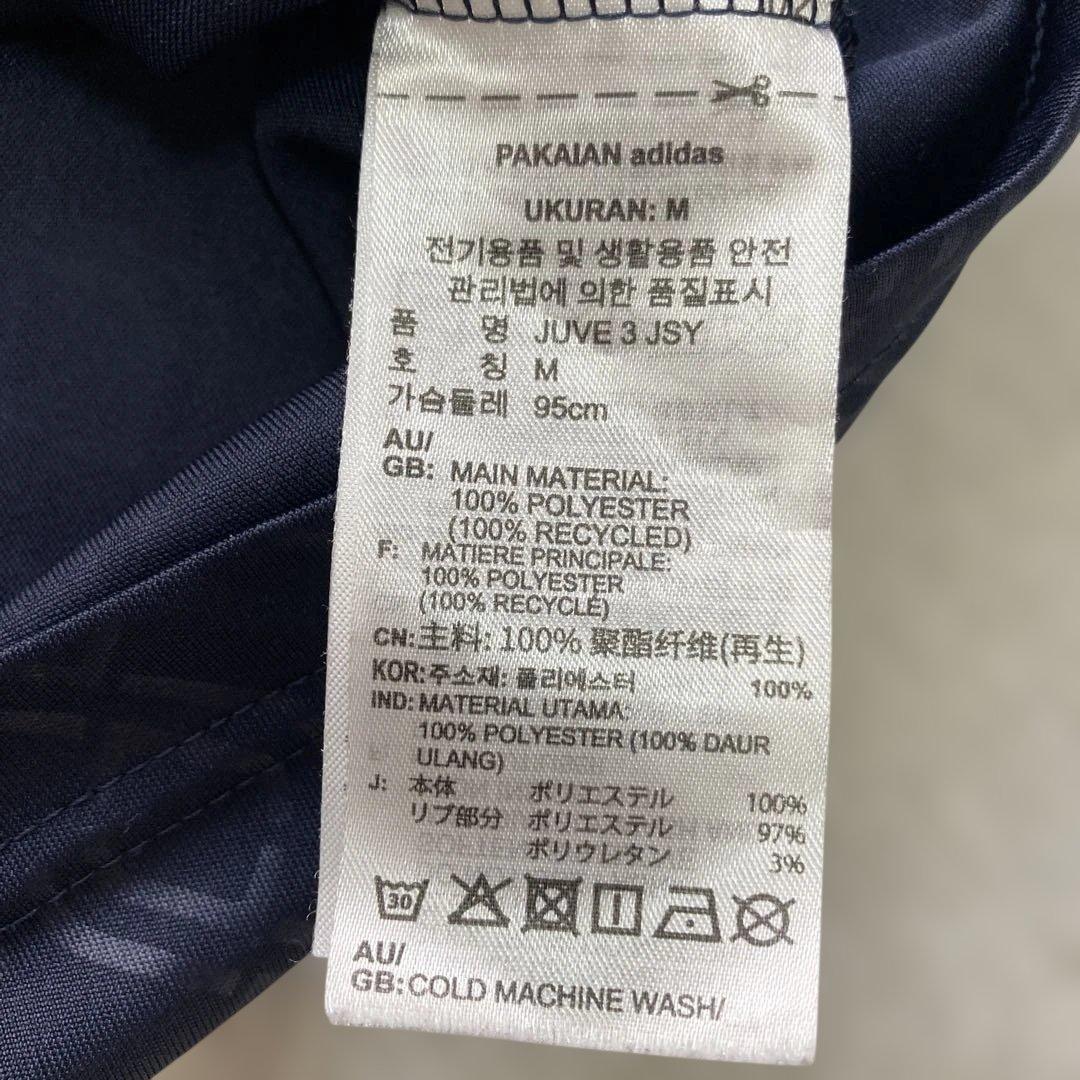 PAKAIAN adidas
UKURAN: M
전기용품 및 생활용품 안전
관리법에 의한 품질표시
품 명 JUVE 3 JSY
호 칭 M
가슴둘레 95cm
AU/
GB: MAIN MATERIAL:
100% POLYESTER
(100% RECYCLED)
F: MATIERE PRINCIPALE:
100% POLYESTER
(100% RECYCLÉ)
CN:主料: 100% 聚酯纤维(再生)
KOR:주소재: 폴리에스터 100%
IND: MATERIAL UTAMA:
100% POLYESTER (100% DAUR
ULANG)
J: 本体 ポリエステル 100%
リブ部分 ポリエステル 97%
ポリウレタン 3%
30
AU/
GB: COLD MACHINE WASH/